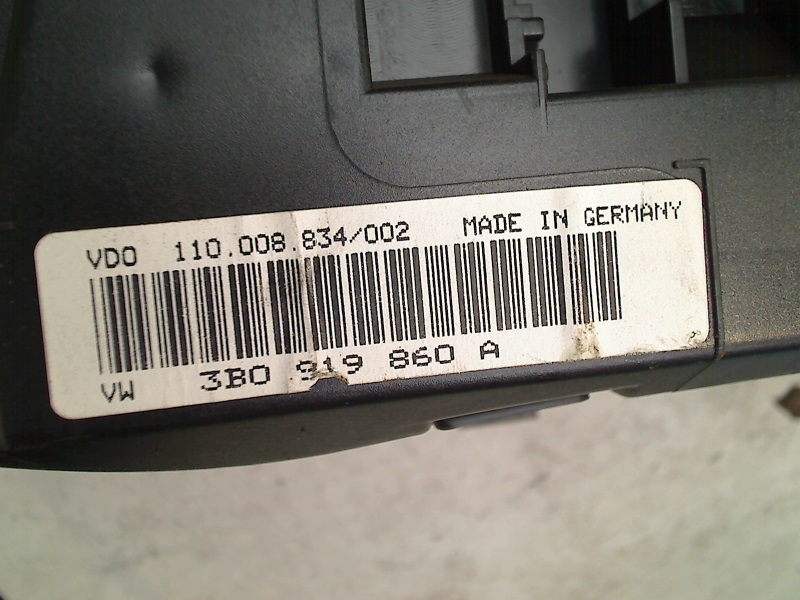 VDO 110.008.834/002 MADE IN GERMANY
VW 3B0 919 860 A